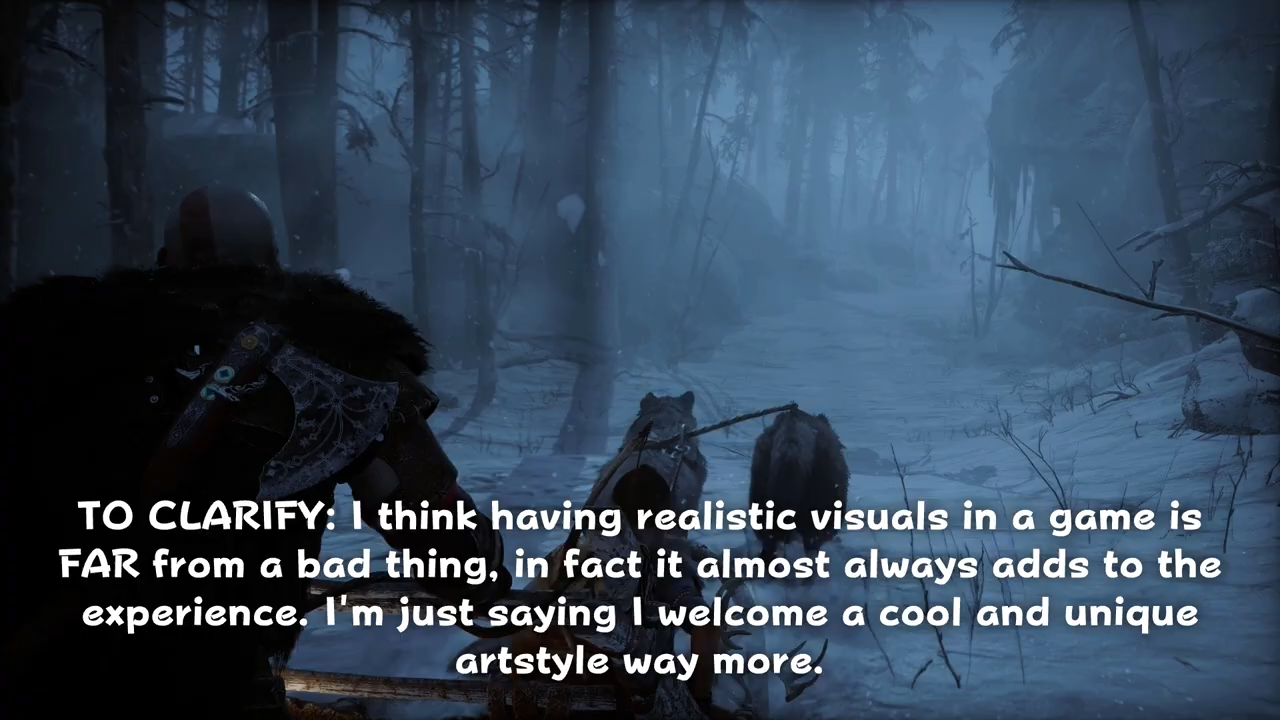 TO CLARIFY: I think having realistic visuals in a game is
FAR from a bad thing, in fact it almost always adds to the
experience. I'm just saying I welcome a cool and unique
artstyle way more.